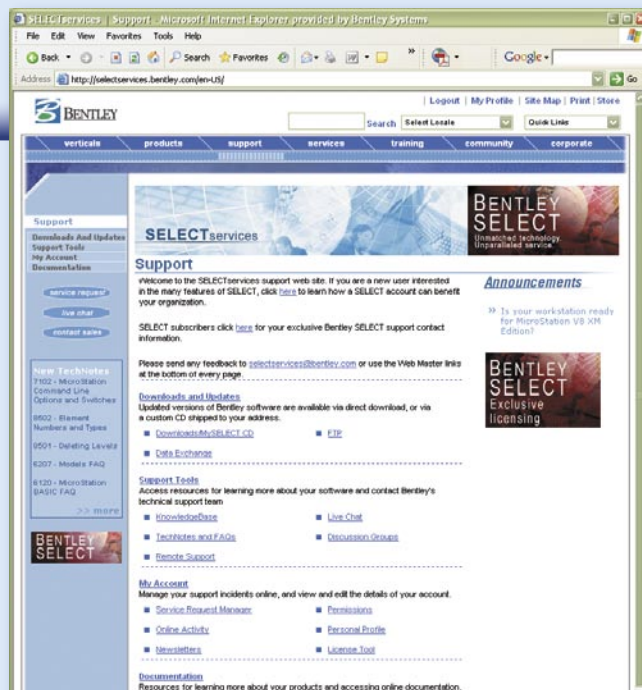 SELECTservices | Support - Microsoft Internet Explorer provided by Bentley Systems
File Edit View Favorites Tools Help
Back Search Favorites Google
Address http://selectservices.bentley.com/en-US/ Go
| Logout | My Profile | Site Map | Print | Store
BENTLEY
Search Select Locale Quick Links
verticals products support services training community corporate
SELECTservices
BENTLEY
SELECT
Unmatched technology.
Unparalleled service.
Support
Downloads And Updates
Support Tools
My Account
Documentation
service request
live chat
contact sales
New TechNotes
7102 - MicroStation
Command Line
Options and Switches
8502 - Element
Numbers and Types
8501 - Deleting Levels
6207 - Models FAQ
6120 - MicroStation
BASIC FAQ
>> more
BENTLEY
SELECT
Support
Welcome to the SELECTservices support web site. If you are a new user interested
in the many features of SELECT, click here to learn how a SELECT account can benefit
your organization.
SELECT subscribers click here for your exclusive Bentley SELECT support contact
information.
Please send any feedback to selectservices@bentley.com or use the Web Master links
at the bottom of every page.
Downloads and Updates
Updated versions of Bentley software are available via direct download, or via
a custom CD shipped to your address.
Downloads/MySELECT CD FTP
Data Exchange
Support Tools
Access resources for learning more about your software and contact Bentley's
technical support team
KnowledgeBase Live Chat
TechNotes and FAQs Discussion Groups
Remote Support
My Account
Manage your support incidents online, and view and edit the details of your account.
Service Request Manager Permissions
Online Activity Personal Profile
Newsletters License Tool
Documentation
Resources for learning more about your products and accessing online documentation.
Announcements
» Is your workstation ready
for MicroStation V8 XM
Edition?
BENTLEY
SELECT
Exclusive
licensing